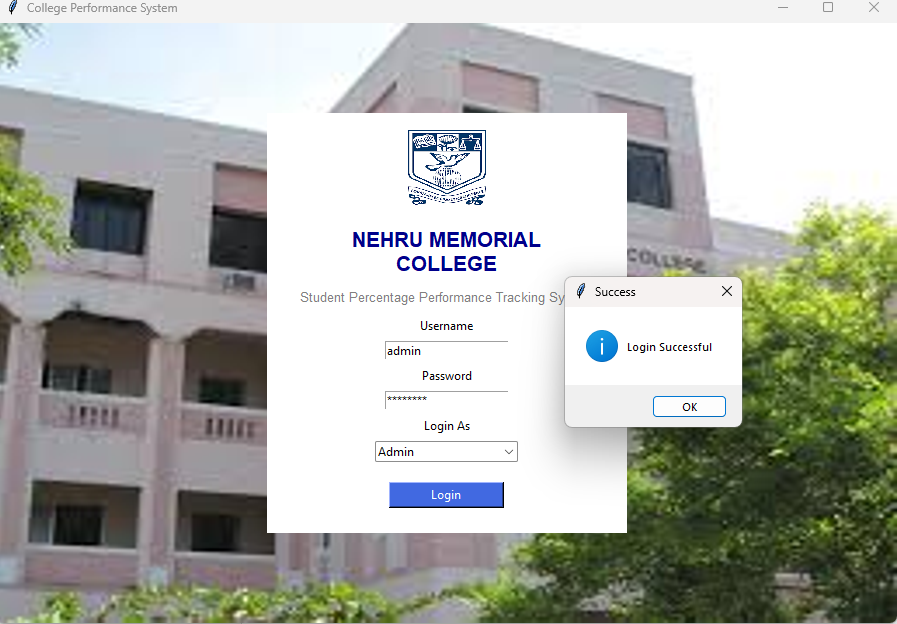 College Performance System
NEHRU MEMORIAL
COLLEGE
COLLEGE
Student Percentage Performance Tracking Sy
Success
Username
admin
Login Successful
Password
********
OK
Login As
Admin
Login